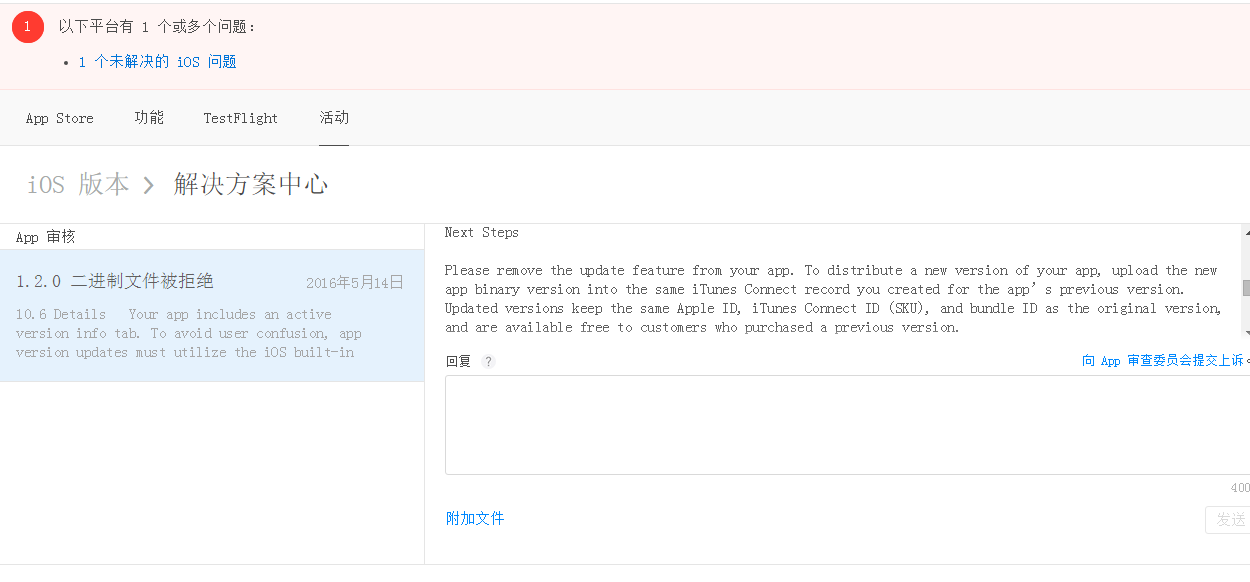 1 以下平台有 1 个或多个问题：
• 1 个未解决的 iOS 问题
App Store 功能 TestFlight 活动
iOS 版本 > 解决方案中心
App 审核
1.2.0 二进制文件被拒绝 2016年5月14日
10.6 Details Your app includes an active
version info tab. To avoid user confusion, app
version updates must utilize the iOS built-in
Next Steps
Please remove the update feature from your app. To distribute a new version of your app, upload the new
app binary version into the same iTunes Connect record you created for the app’s previous version.
Updated versions keep the same Apple ID, iTunes Connect ID (SKU), and bundle ID as the original version,
and are available free to customers who purchased a previous version.
回复 ? 向 App 审查委员会提交上诉
400
附加文件 发送